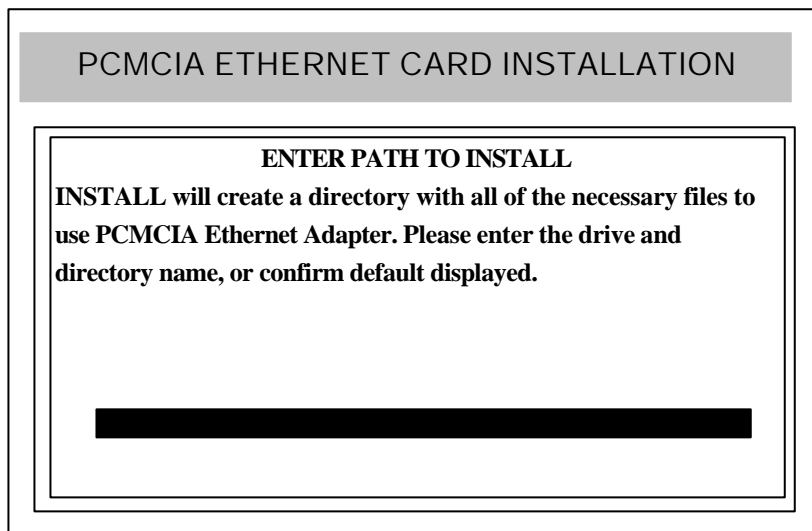 PCMCIA ETHERNET CARD INSTALLATION
ENTER PATH TO INSTALL
INSTALL will create a directory with all of the necessary files to
use PCMCIA Ethernet Adapter. Please enter the drive and
directory name, or confirm default displayed.